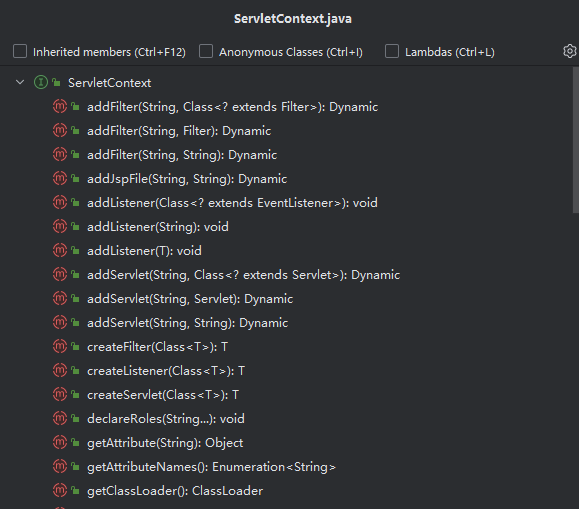 ServletContext.java
Inherited members (Ctrl+F12) Anonymous Classes (Ctrl+I) Lambdas (Ctrl+L)
ServletContext
addFilter(String, Class<? extends Filter>): Dynamic
addFilter(String, Filter): Dynamic
addFilter(String, String): Dynamic
addJspFile(String, String): Dynamic
addListener(Class<? extends EventListener>): void
addListener(String): void
addListener(T): void
addServlet(String, Class<? extends Servlet>): Dynamic
addServlet(String, Servlet): Dynamic
addServlet(String, String): Dynamic
createFilter(Class<T>): T
createListener(Class<T>): T
createServlet(Class<T>): T
declareRoles(String...): void
getAttribute(String): Object
getAttributeNames(): Enumeration<String>
getClassLoader(): ClassLoader